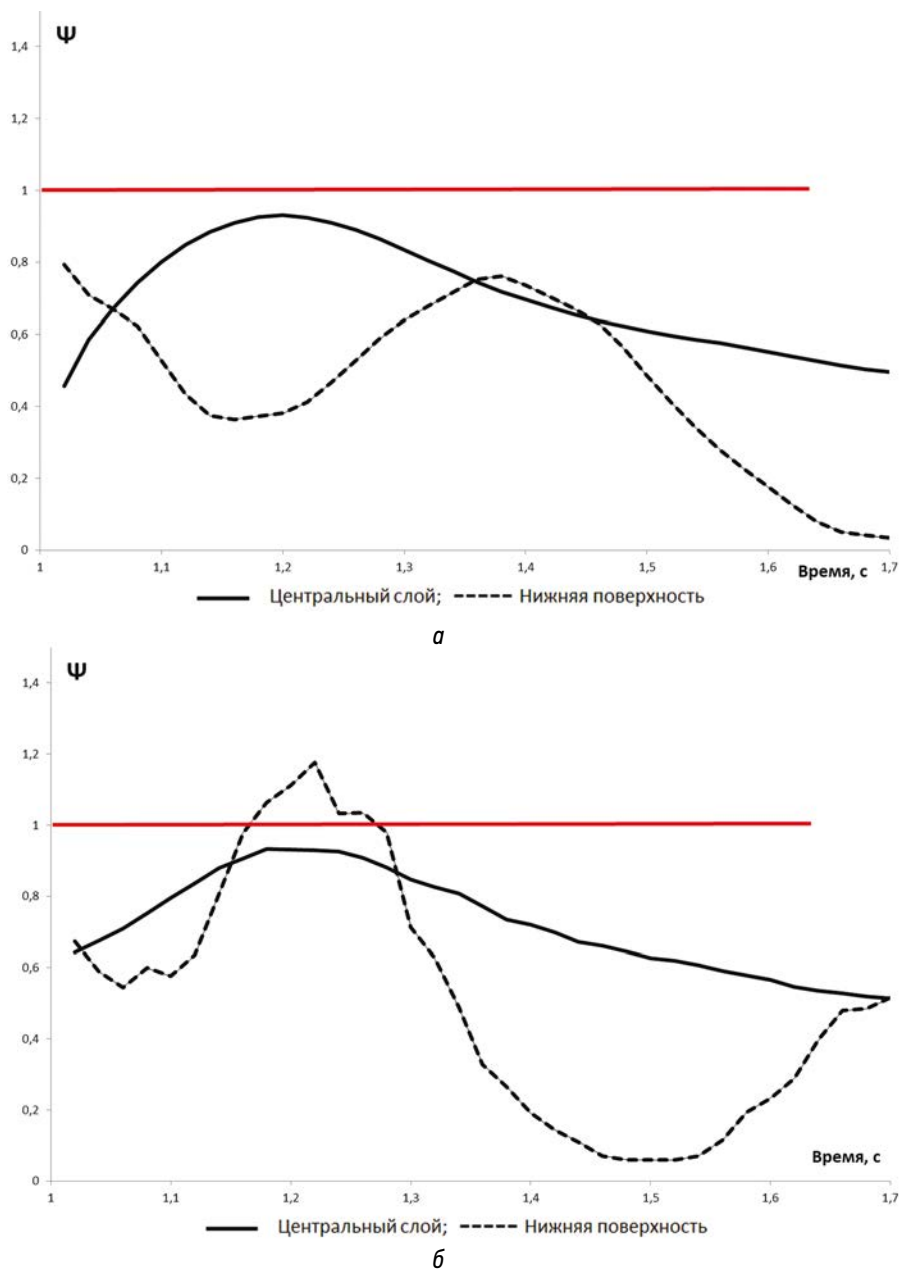 Ψ
1,4
1,2
1
0,8
0,6
0,4
0,2
0
1 1,1 1,2 1,3 1,4 1,5 1,6 1,7
Время, с
Центральный слой; Нижняя поверхность
а
Ψ
1,4
1,2
1
0,8
0,6
0,4
0,2
0
Время, с
1 1,1 1,2 1,3 1,4 1,5 1,6 1,7
Центральный слой; Нижняя поверхность
б